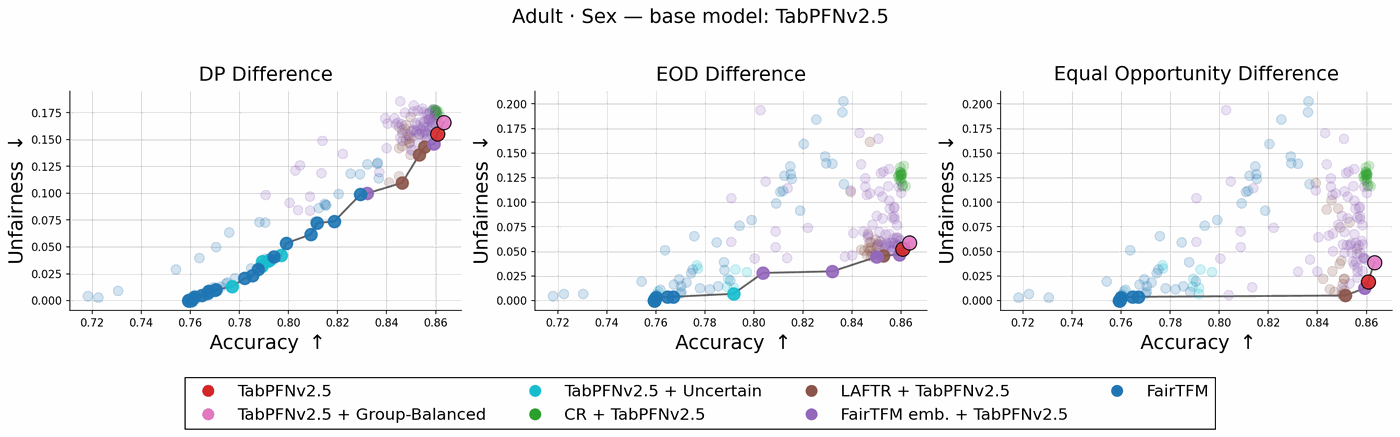 Adult · Sex — base model: TabPFNv2.5
DP Difference
Unfairness ↓
0.175
0.150
0.125
0.100
0.075
0.050
0.025
0.000
0.72 0.74 0.76 0.78 0.80 0.82 0.84 0.86
Accuracy ↑
EOD Difference
Unfairness ↓
0.200
0.175
0.150
0.125
0.100
0.075
0.050
0.025
0.000
0.72 0.74 0.76 0.78 0.80 0.82 0.84 0.86
Accuracy ↑
Equal Opportunity Difference
Unfairness ↓
0.200
0.175
0.150
0.125
0.100
0.075
0.050
0.025
0.000
0.72 0.74 0.76 0.78 0.80 0.82 0.84 0.86
Accuracy ↑
TabPFNv2.5 TabPFNv2.5 + Uncertain LAFTR + TabPFNv2.5 FairTFM
TabPFNv2.5 + Group-Balanced CR + TabPFNv2.5 FairTFM emb. + TabPFNv2.5